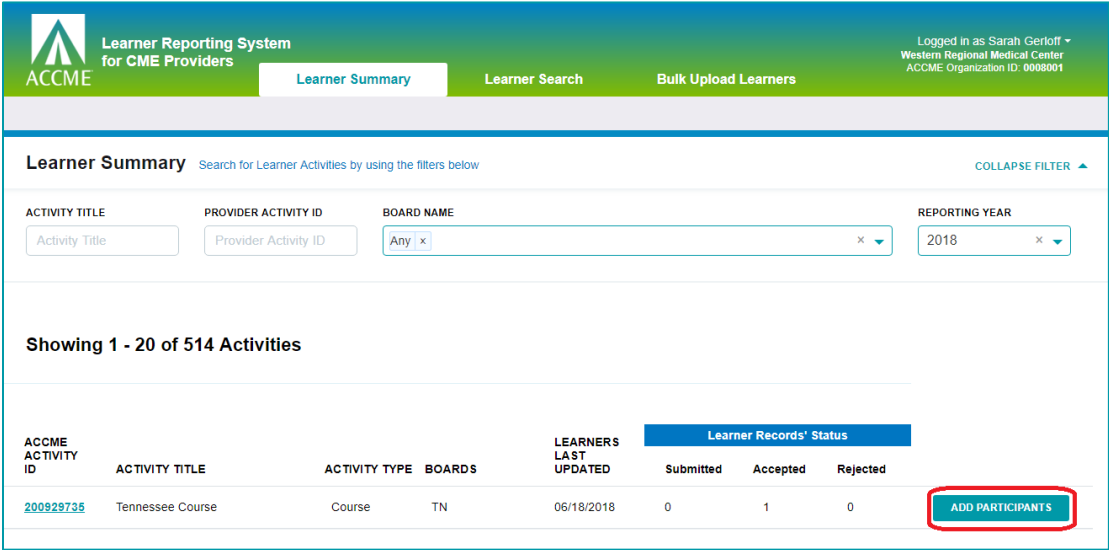 ACCME
Learner Reporting System
for CME Providers
Learner Summary
Learner Search
Bulk Upload Learners
Logged in as Sarah Gerloff
Western Regional Medical Center
ACCME Organization ID: 0008001
Learner Summary Search for Learner Activities by using the filters below
COLLAPSE FILTER
ACTIVITY TITLE PROVIDER ACTIVITY ID BOARD NAME REPORTING YEAR
Activity Title Provider Activity ID Any × × 2018 ×
Showing 1 - 20 of 514 Activities
Learner Records' Status
ACCME
ACTIVITY
ID
ACTIVITY TITLE
ACTIVITY TYPE
BOARDS
LEARNERS
LAST
UPDATED
Submitted Accepted Rejected
200929735 Tennessee Course Course TN 06/18/2018 0 1 0 ADD PARTICIPANTS